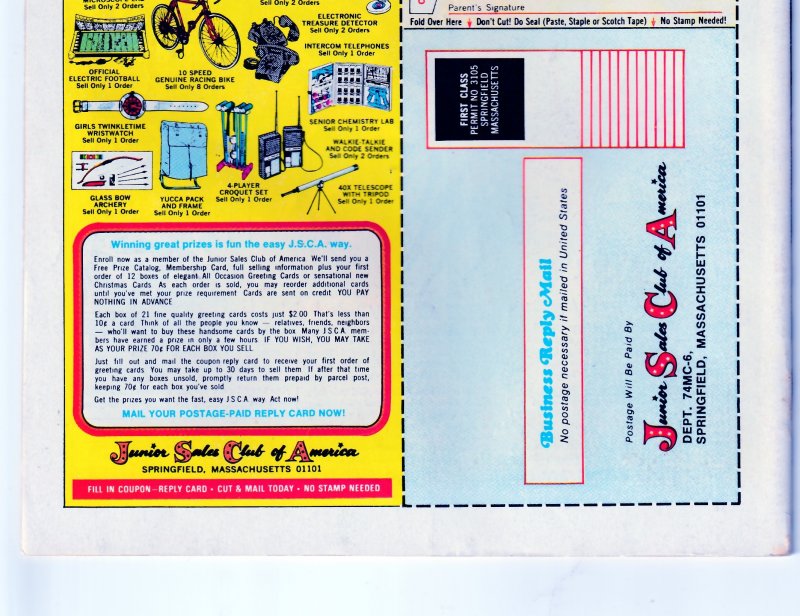 MICROSCOPE
Sell Only 2 Orders
ELECTRONIC
TREASURE DETECTOR
Sell Only 2 Orders
INTERCOM TELEPHONES
Sell Only 1 Order
OFFICIAL
ELECTRIC FOOTBALL
Sell Only 1 Order
10 SPEED
GENUINE RACING BIKE
Sell Only 8 Orders
SENIOR CHEMISTRY LAB
Sell Only 1 Order
GIRLS TWINKLETIME
WRISTWATCH
Sell Only 1 Order
WALKIE-TALKIE
AND CODE SENDER
Sell Only 2 Orders
GLASS BOW
ARCHERY
Sell Only 1 Order
YUCCA PACK
AND FRAME
Sell Only 1 Order
4-PLAYER
CROQUET SET
Sell Only 1 Order
40X TELESCOPE
WITH TRIPOD
Sell Only 1 Order
Winning great prizes is fun the easy J.S.C.A. way.
Enroll now as a member of the Junior Sales Club of America We'll send you a
Free Prize Catalog, Membership Card, full selling information plus your first
order of 12 boxes of elegant All Occasion Greeting Cards or sensational new
Christmas Cards As each order is sold, you may reorder additional cards
until you've met your prize requirement Cards are sent on credit YOU PAY
NOTHING IN ADVANCE
Each box of 21 fine quality greeting cards costs just $2.00 That's less than
10¢ a card Think of all the people you know — relatives, friends, neighbors
— who'll want to buy these handsome cards by the box Many J.S.C.A. mem-
bers have earned a prize in only a few hours IF YOU WISH, YOU MAY TAKE
AS YOUR PRIZE 70¢ FOR EACH BOX YOU SELL
Just fill out and mail the coupon-reply card to receive your first order of
greeting cards You may take up to 30 days to sell them If after that time
you have any boxes unsold, promptly return them prepaid by parcel post,
keeping 70¢ for each box you've sold
Get the prizes you want the fast, easy J.S.C.A. way Act now!
MAIL YOUR POSTAGE-PAID REPLY CARD NOW!
Junior Sales Club of America
SPRINGFIELD, MASSACHUSETTS 01101
FILL IN COUPON—REPLY CARD • CUT & MAIL TODAY • NO STAMP NEEDED
Parent's Signature
Fold Over Here Don't Cut! Do Seal (Paste, Staple or Scotch Tape) No Stamp Needed!
FIRST CLASS
PERMIT NO 3105
SPRINGFIELD
MASSACHUSETTS
Business Reply Mail
No postage necessary if mailed in United States
Postage Will Be Paid By
Junior Sales Club of America
DEPT. 74MC-6,
SPRINGFIELD, MASSACHUSETTS 01101